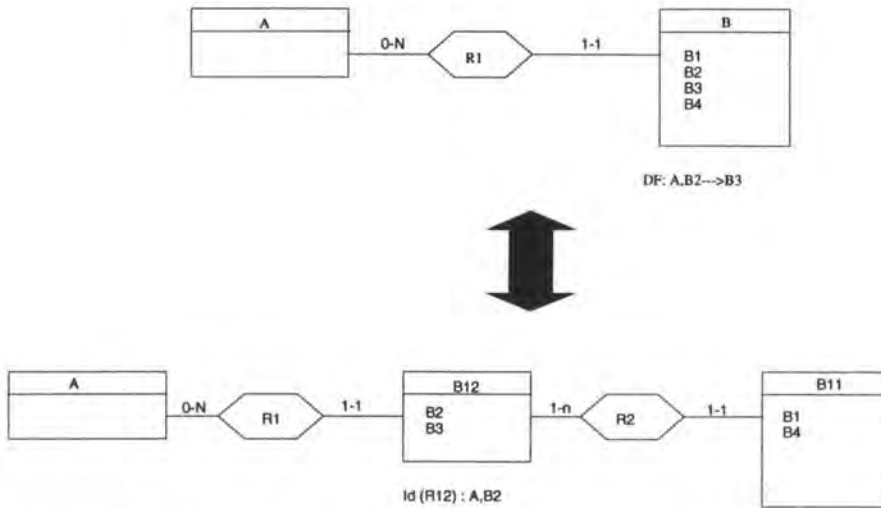 A
B
0-N
R1
1-1
B1
B2
B3
B4
DF: A,B2--->B3
A
B12
B11
0-N
R1
1-1
B2
B3
1-n
R2
1-1
B1
B4
Id (R12) : A,B2